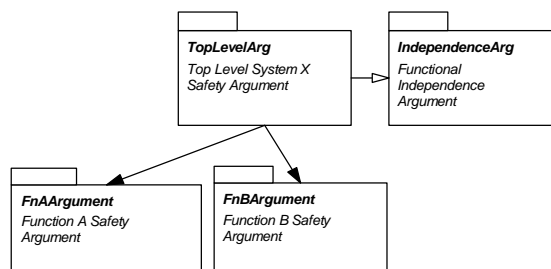 TopLevelArg
Top Level System X
Safety Argument
IndependenceArg
Functional
Independence
Argument
FnAArgument
Function A Safety
Argument
FnBArgument
Function B Safety
Argument